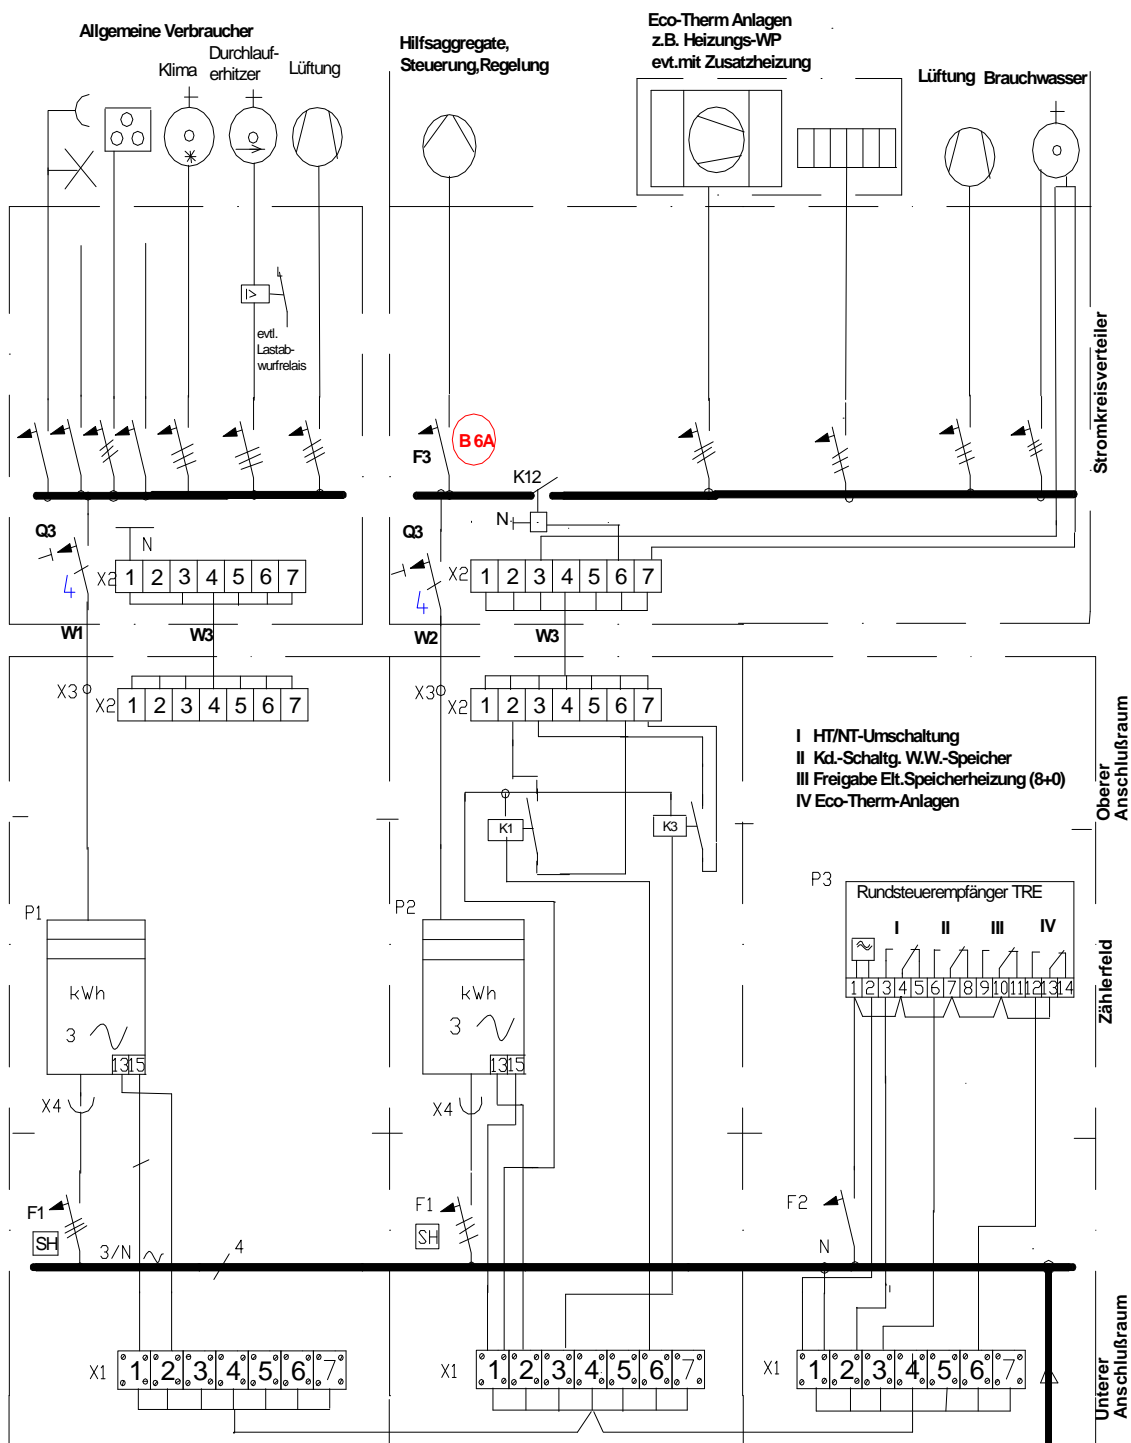 Allgemeine Verbraucher
Klima
Durchlauf-
erhitzer
Lüftung
Hilfsaggregate,
Steuerung,Regelung
Eco-Therm Anlagen
z.B. Heizungs-WP
evt.mit Zusatzheizung
Lüftung
Brauchwasser
evtl.
Lastab-
wurfrelais
Stromkreisverteiler
F3
B 6A
K12
N
Q3
4
N
X2
1 2 3 4 5 6 7
Q3
4
X2
1 2 3 4 5 6 7
W1
W3
W2
W3
X3
X2
1 2 3 4 5 6 7
X3
X2
1 2 3 4 5 6 7
I HT/NT-Umschaltung
II Kd.-Schaltg. W.W.-Speicher
III Freigabe Elt.Speicherheizung (8+0)
IV Eco-Therm-Anlagen
Oberer
Anschlußraum
K1
K3
P1
kWh
3
13 15
X4
P2
kWh
3
13 15
X4
P3
Rundsteuerempfänger TRE
I II III IV
1 2 3 4 5 6 7 8 9 10 11 12 13 14
Zählerfeld
F1
SH
3/N
4
F1
SH
F2
N
X1
1 2 3 4 5 6 7
X1
1 2 3 4 5 6 7
X1
1 2 3 4 5 6 7
Unterer
Anschlußraum